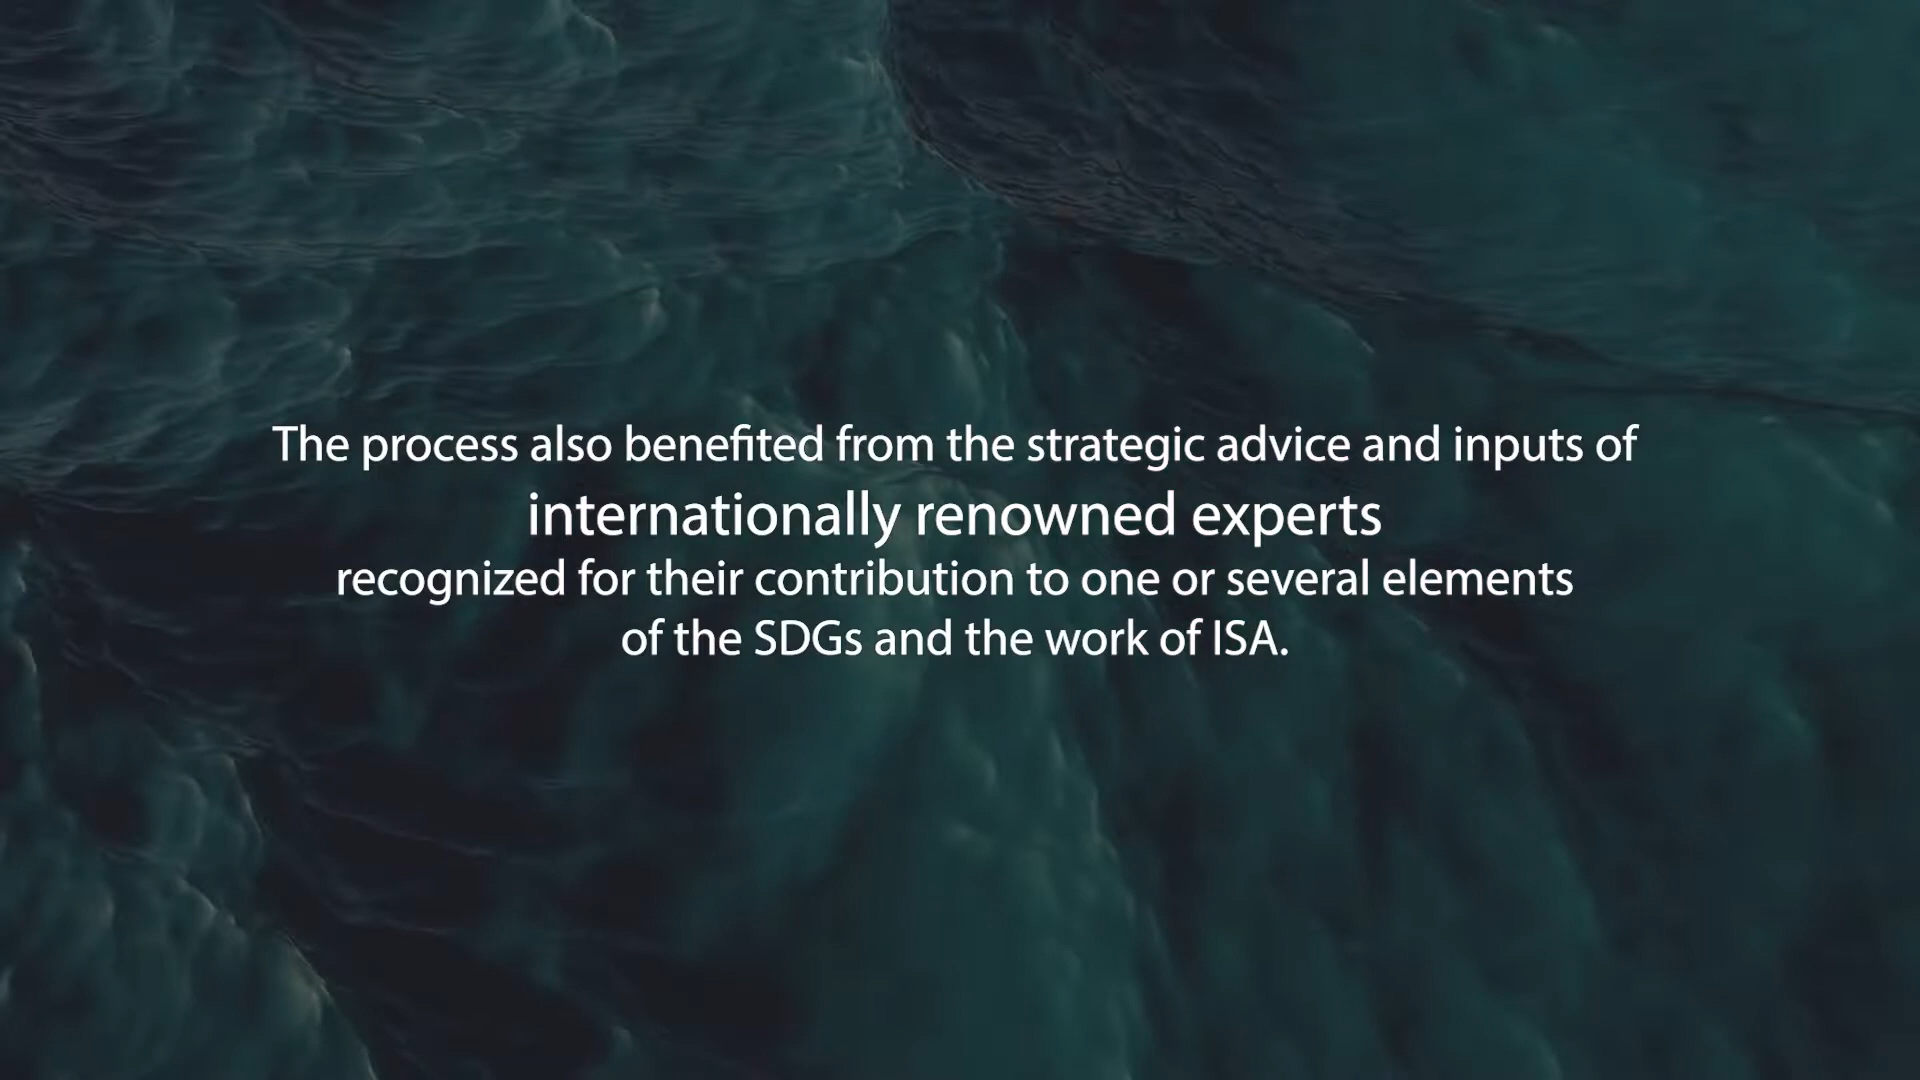 The process also benefited from the strategic advice and inputs of
internationally renowned experts
recognized for their contribution to one or several elements
of the SDGs and the work of ISA.